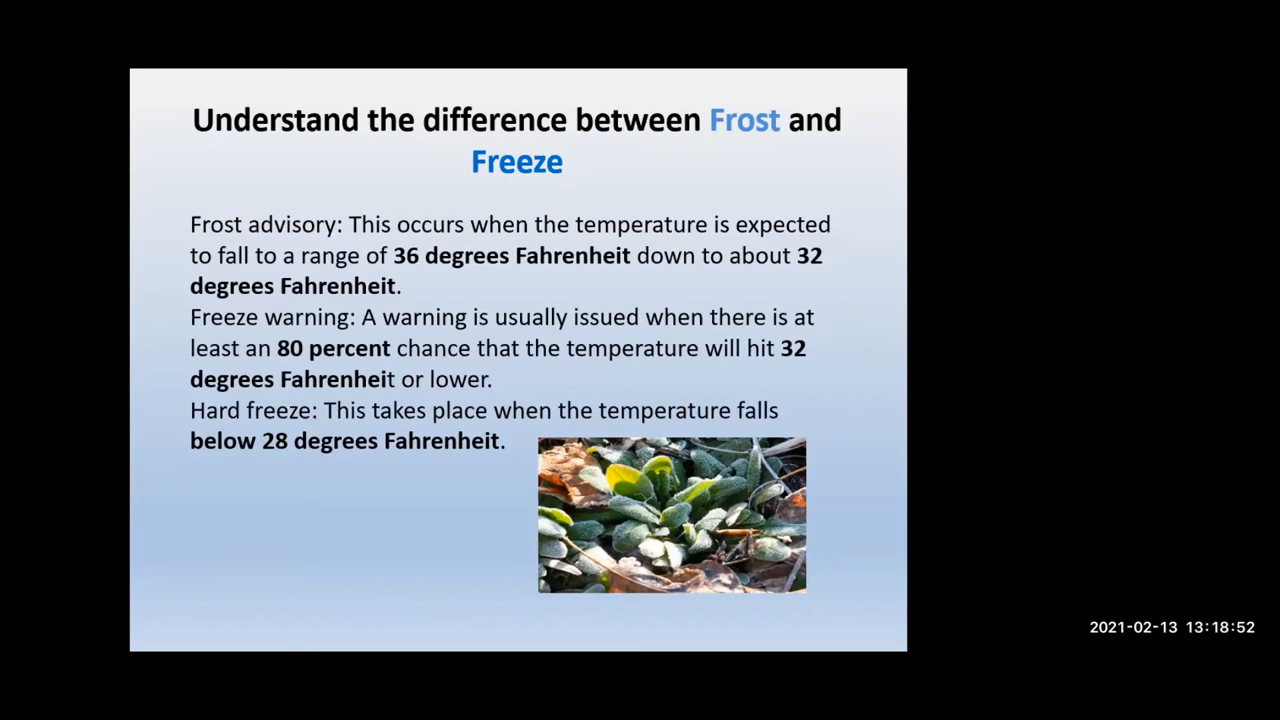 Understand the difference between Frost and
Freeze
Frost advisory: This occurs when the temperature is expected
to fall to a range of 36 degrees Fahrenheit down to about 32
degrees Fahrenheit.
Freeze warning: A warning is usually issued when there is at
least an 80 percent chance that the temperature will hit 32
degrees Fahrenheit or lower.
Hard freeze: This takes place when the temperature falls
below 28 degrees Fahrenheit.
2021-02-13 13:18:52